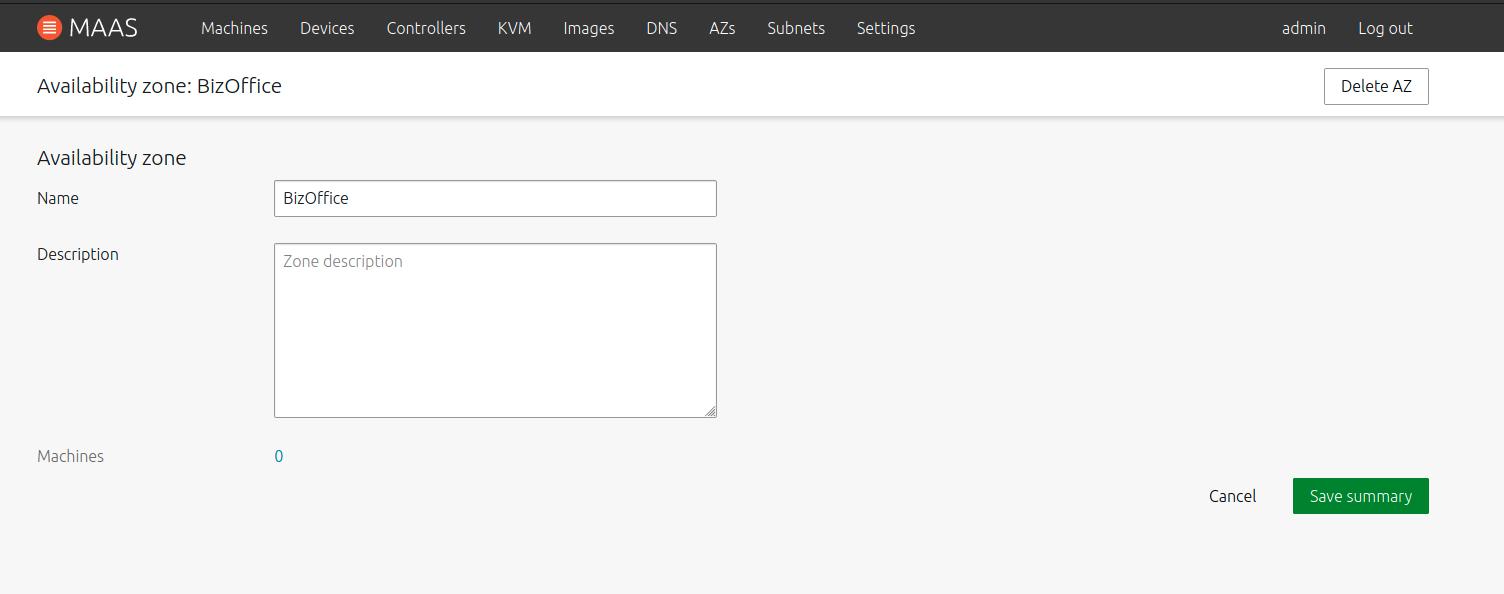 MAAS Machines Devices Controllers KVM Images DNS AZs Subnets Settings admin Log out
Availability zone: BizOffice Delete AZ
Availability zone
Name BizOffice
Description Zone description
Machines 0
Cancel Save summary